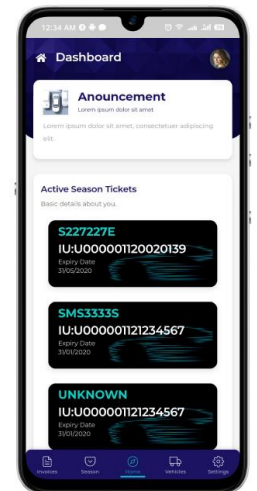 12:34 AM
Dashboard
Anouncement
Lorem ipsum dolor sit amet
Lorem ipsum dolor sit amet, consectetuer adipiscing
elit.
Active Season Tickets
Basic details about you.
S227227E
IU:U000001120020139
Expiry Date
31/05/2020
SMS3333S
IU:U000001121234567
Expiry Date
31/01/2020
UNKNOWN
IU:U000001121234567
Expiry Date
31/01/2020
Invoices Season Home Vehicles Settings